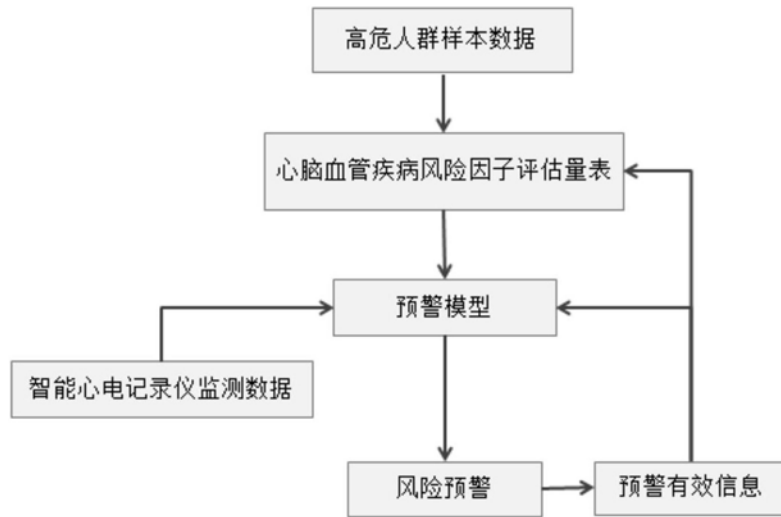 高危人群样本数据
心脑血管疾病风险因子评估量表
预警模型
智能心电记录仪监测数据
风险预警
预警有效信息